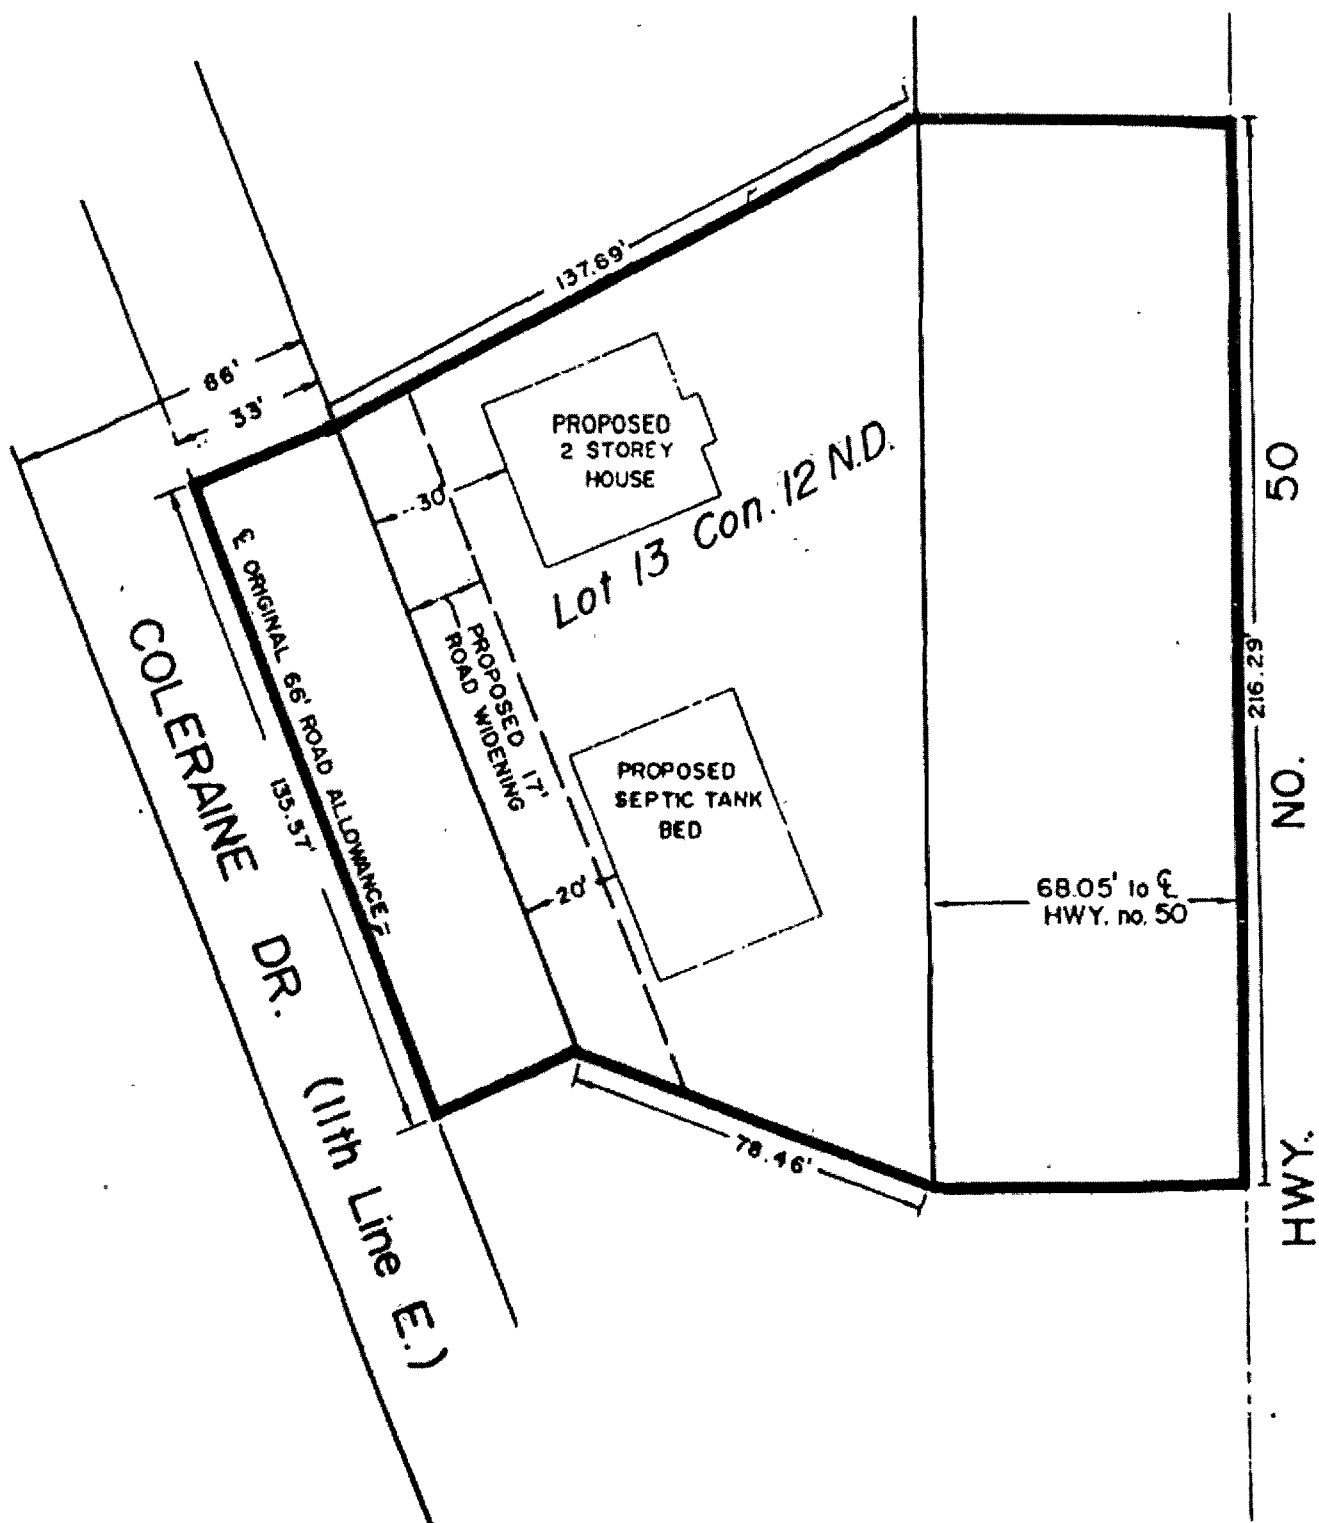 137.69'
66'
33'
PROPOSED
2 STOREY
HOUSE
30'
Lot 13 Con. 12 N.D.
℄ ORIGINAL 66' ROAD ALLOWANCE
135.57'
PROPOSED 17'
ROAD WIDENING
PROPOSED
SEPTIC TANK
BED
20'
68.05' to ℄
HWY. no. 50
216.29'
78.46'
COLERAINE DR. (11th Line E.)
HWY. NO. 50